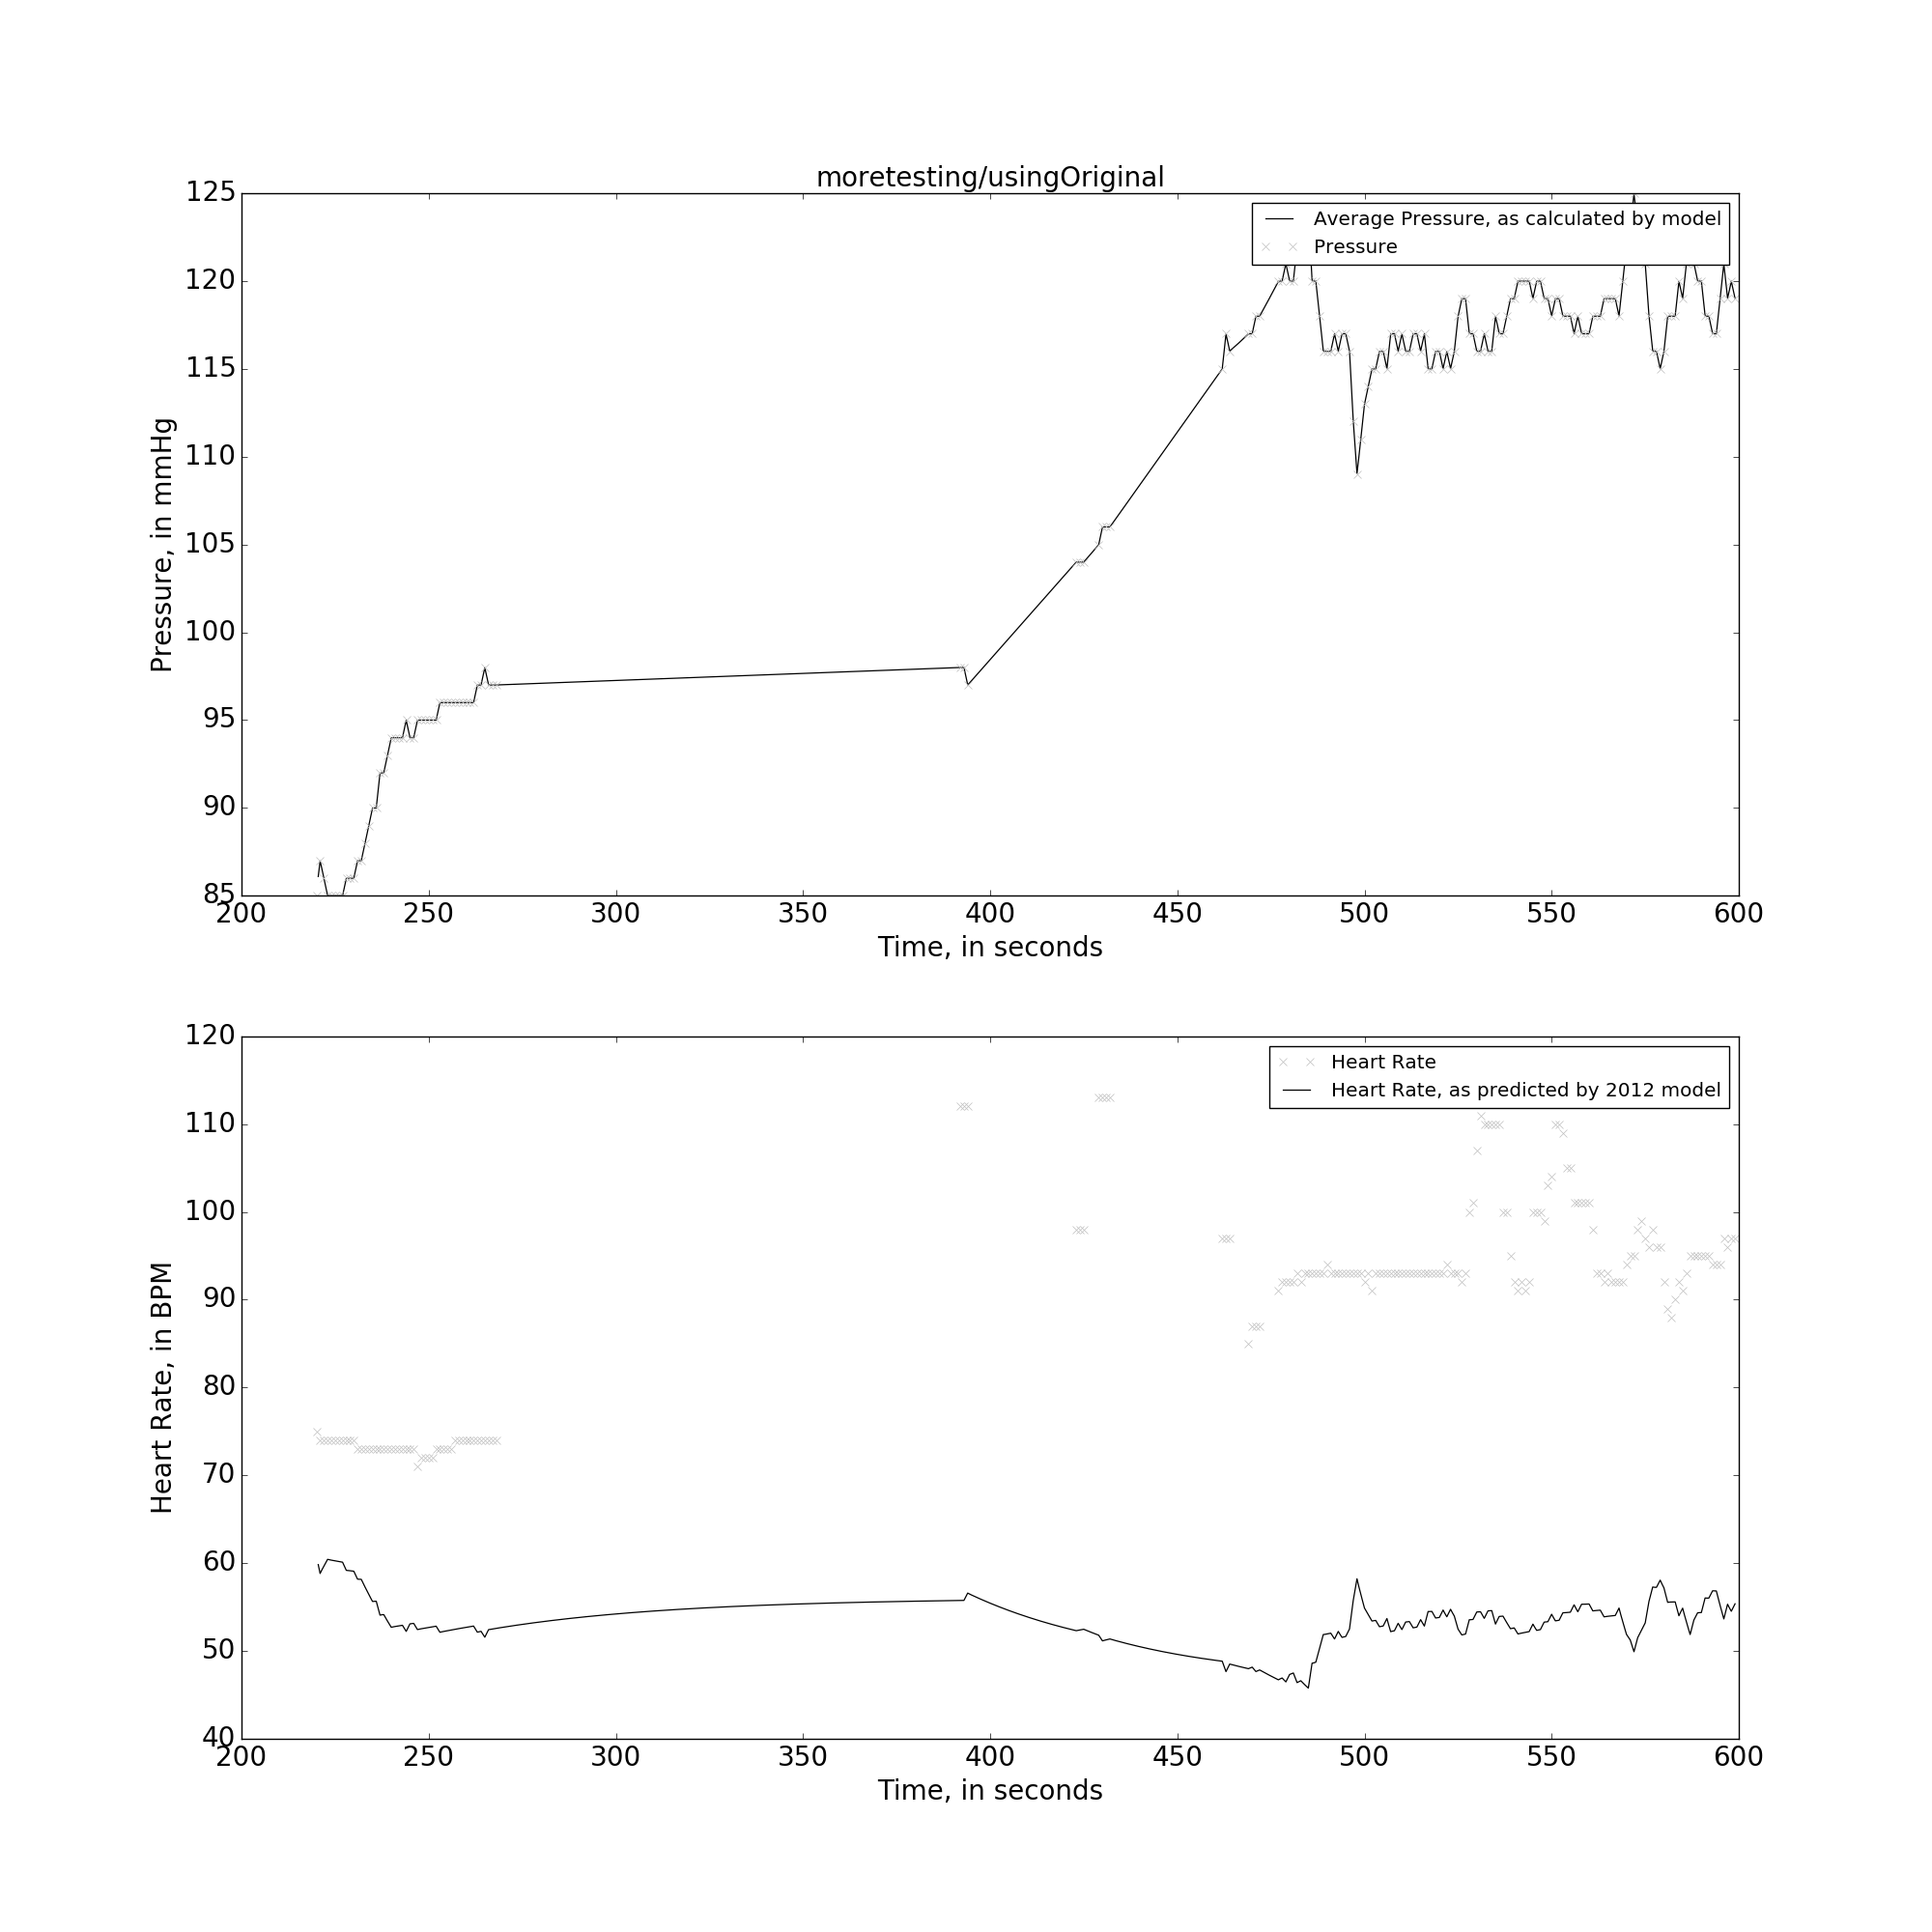 moretesting/usingOriginal
125
120
115
110
105
100
95
90
85
Pressure, in mmHg
Average Pressure, as calculated by model
Pressure
200 250 300 350 400 450 500 550 600
Time, in seconds
120
110
100
90
80
70
60
50
40
Heart Rate, in BPM
Heart Rate
Heart Rate, as predicted by 2012 model
200 250 300 350 400 450 500 550 600
Time, in seconds